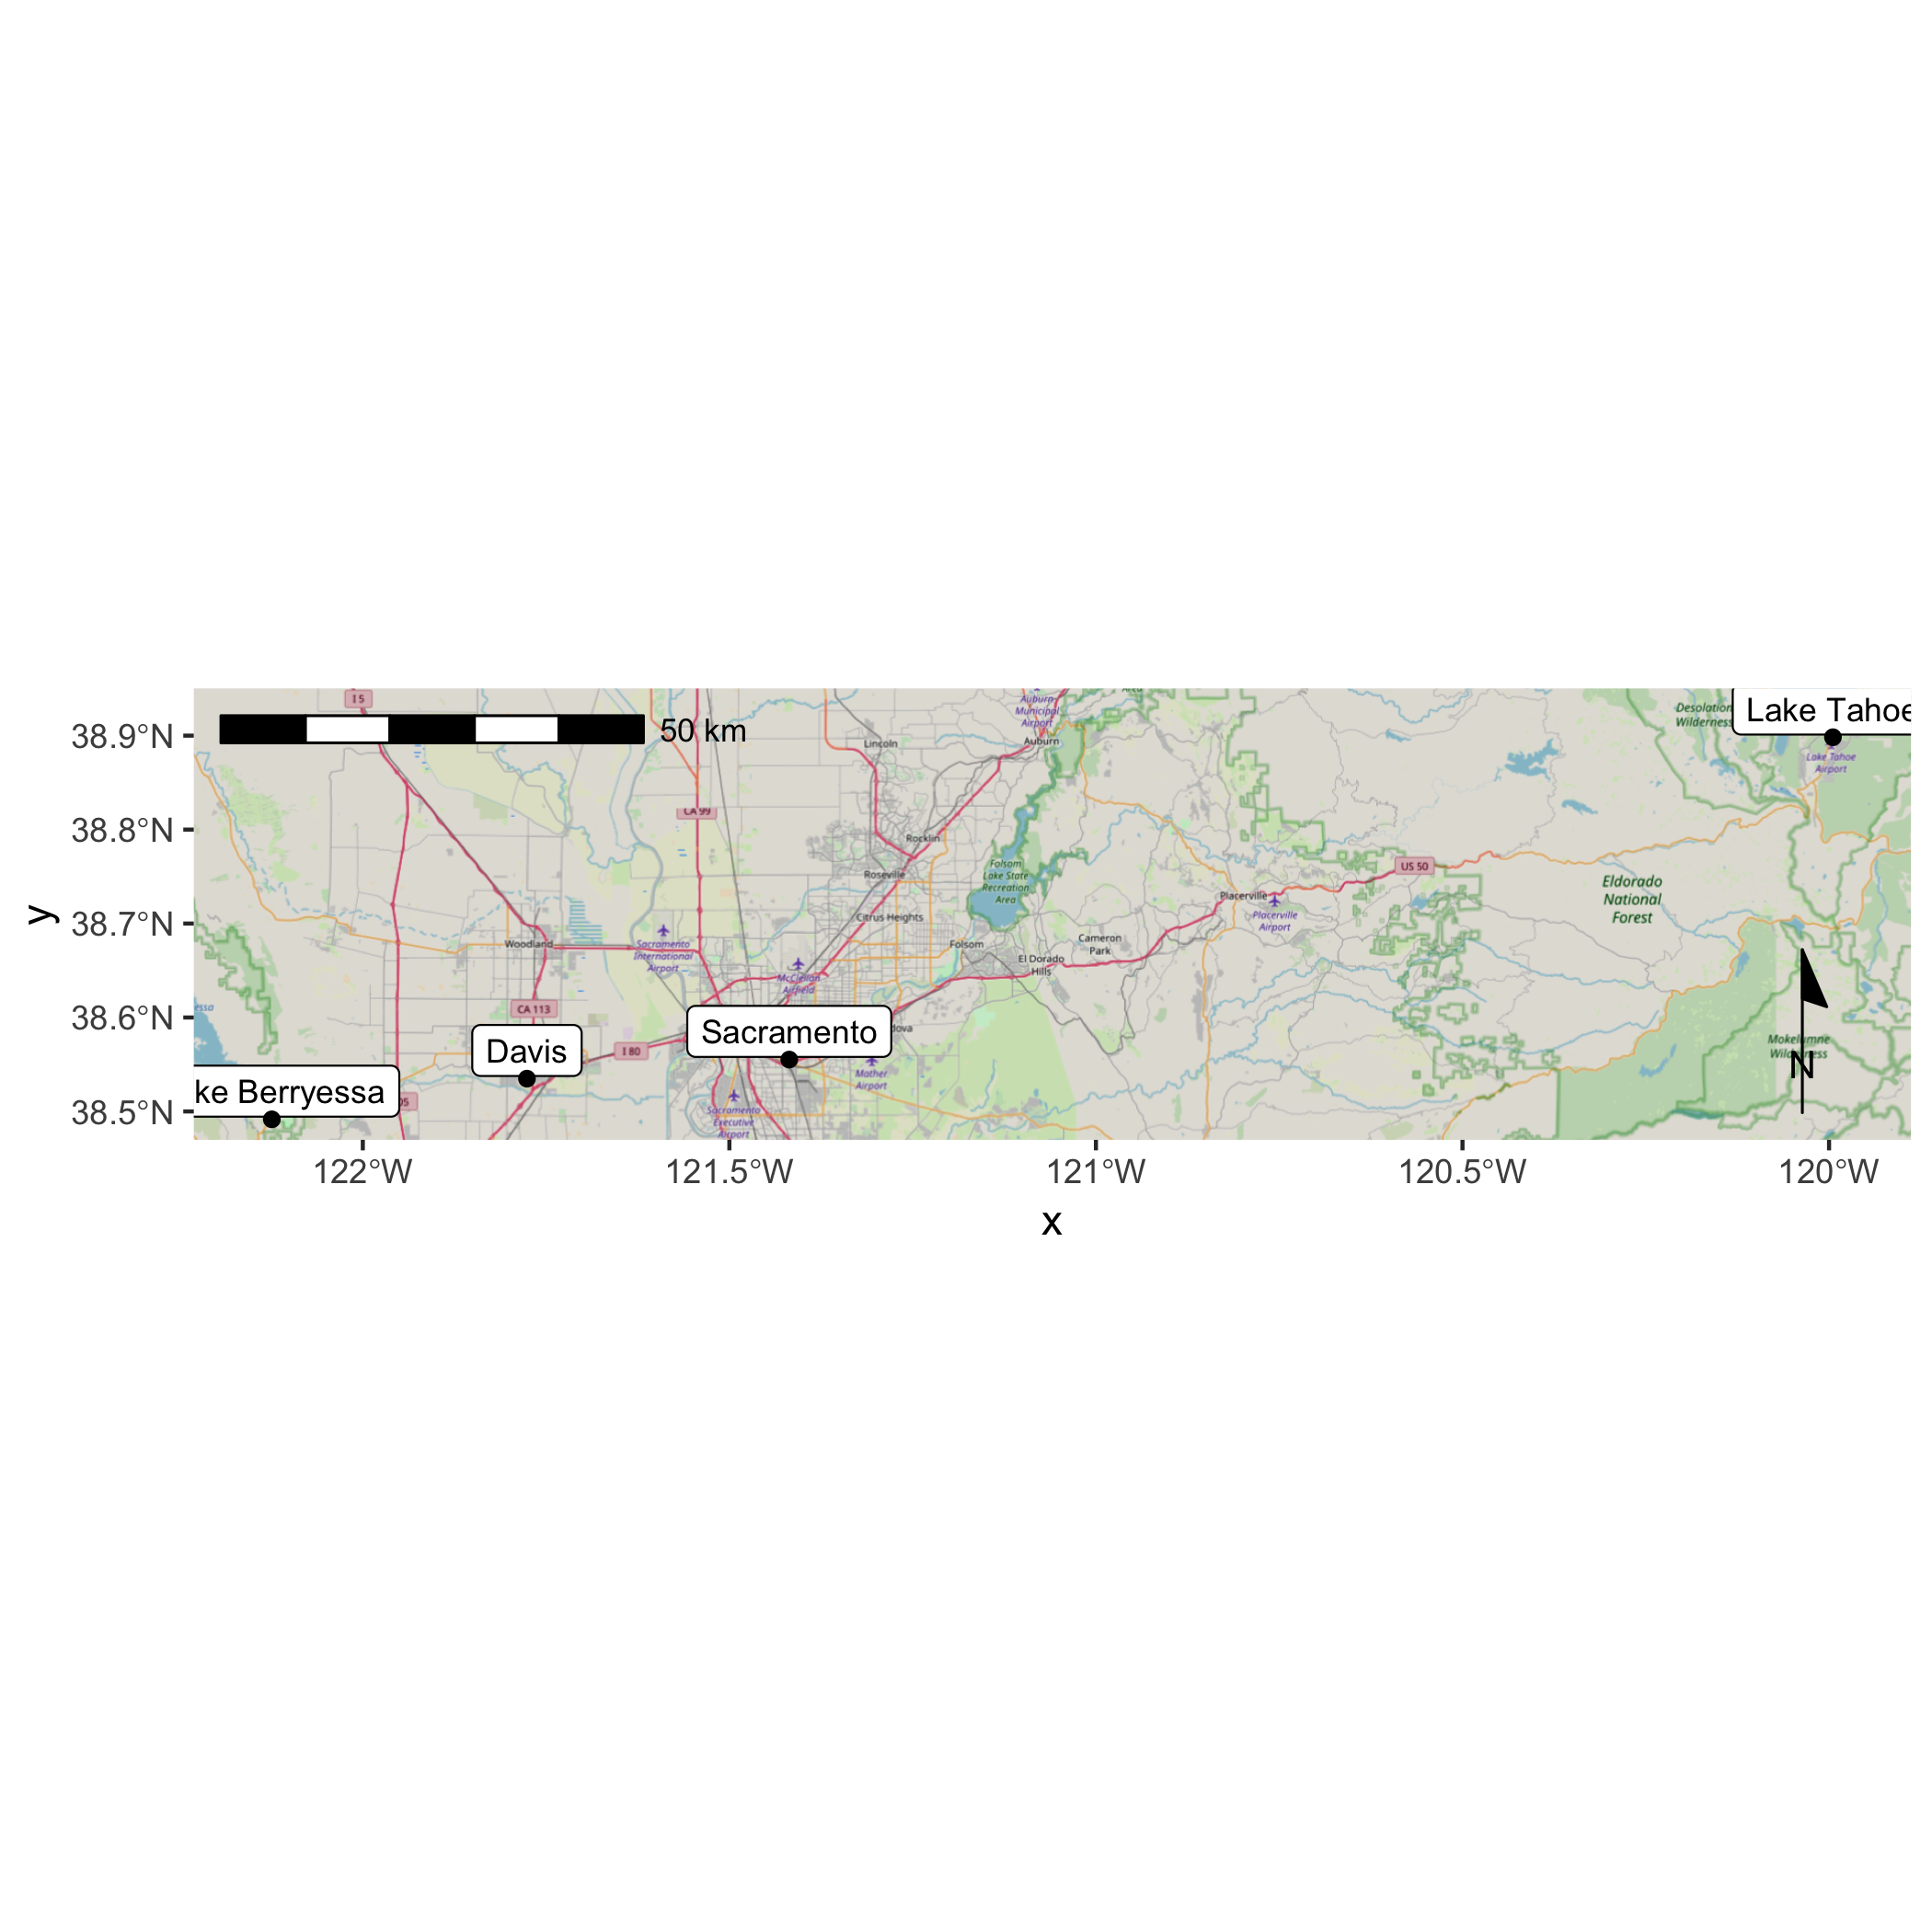 I 5
50 km
Lincoln
Auburn
Municipal
Airport
Auburn
Area
Desolation
Wilderness
Lake Tahoe
Lake Tahoe
Airport
38.9°N
38.8°N
38.7°N
38.6°N
38.5°N
y
CA 99
Rocklin
Roseville
Citrus Heights
Folsom
Lake State
Recreation
Area
US 50
Placerville
Placerville
Airport
Eldorado
National
Forest
Woodland
Sacramento
International
Airport
McClellan
Airfield
Folsom
El Dorado
Hills
Cameron
Park
essa
CA 113
Davis
I 80
Sacramento
dova
Mather
Airport
Mokelumne
Wilderness
N
ke Berryessa
05
Sacramento
Executive
Airport
122°W
121.5°W
121°W
120.5°W
120°W
x